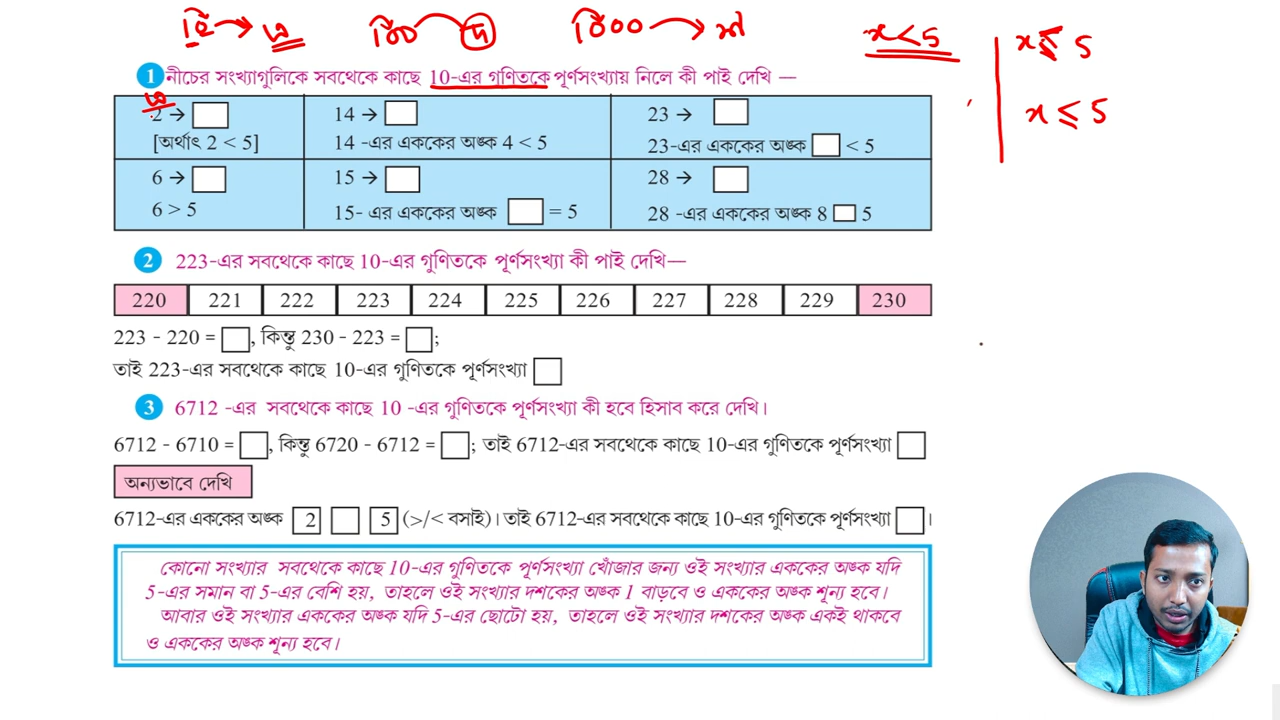 x < 5
x ≤ 5
x ≤ 5
1 নীচের সংখ্যাগুলিকে সবথেকে কাছে 10-এর গণিতকে পূর্ণসংখ্যায় নিলে কী পাই দেখি —
2 → □ 14 → □ 23 → □
[অর্থাৎ 2 < 5] 14 -এর এককের অঙ্ক 4 < 5 23-এর এককের অঙ্ক □ < 5
6 → □ 15 → □ 28 → □
6 > 5 15- এর এককের অঙ্ক □ = 5 28 -এর এককের অঙ্ক 8 □ 5
2 223-এর সবথেকে কাছে 10-এর গুণিতকে পূর্ণসংখ্যা কী পাই দেখি—
220 221 222 223 224 225 226 227 228 229 230
223 - 220 = □, কিন্তু 230 - 223 = □;
তাই 223-এর সবথেকে কাছে 10-এর গুণিতকে পূর্ণসংখ্যা □
3 6712 -এর সবথেকে কাছে 10 -এর গুণিতকে পূর্ণসংখ্যা কী হবে হিসাব করে দেখি।
6712 - 6710 = □, কিন্তু 6720 - 6712 = □; তাই 6712-এর সবথেকে কাছে 10-এর গুণিতকে পূর্ণসংখ্যা □
অন্যভাবে দেখি
6712-এর এককের অঙ্ক 2 □ 5 (>/< বসাই)। তাই 6712-এর সবথেকে কাছে 10-এর গুণিতকে পূর্ণসংখ্যা □।
কোনো সংখ্যার সবথেকে কাছে 10-এর গুণিতকে পূর্ণসংখ্যা খোঁজার জন্য ওই সংখ্যার এককের অঙ্ক যদি
5-এর সমান বা 5-এর বেশি হয়, তাহলে ওই সংখ্যার দশকের অঙ্ক 1 বাড়বে ও এককের অঙ্ক শূন্য হবে।
আবার ওই সংখ্যার এককের অঙ্ক যদি 5-এর ছোটো হয়, তাহলে ওই সংখ্যার দশকের অঙ্ক একই থাকবে
ও এককের অঙ্ক শূন্য হবে।